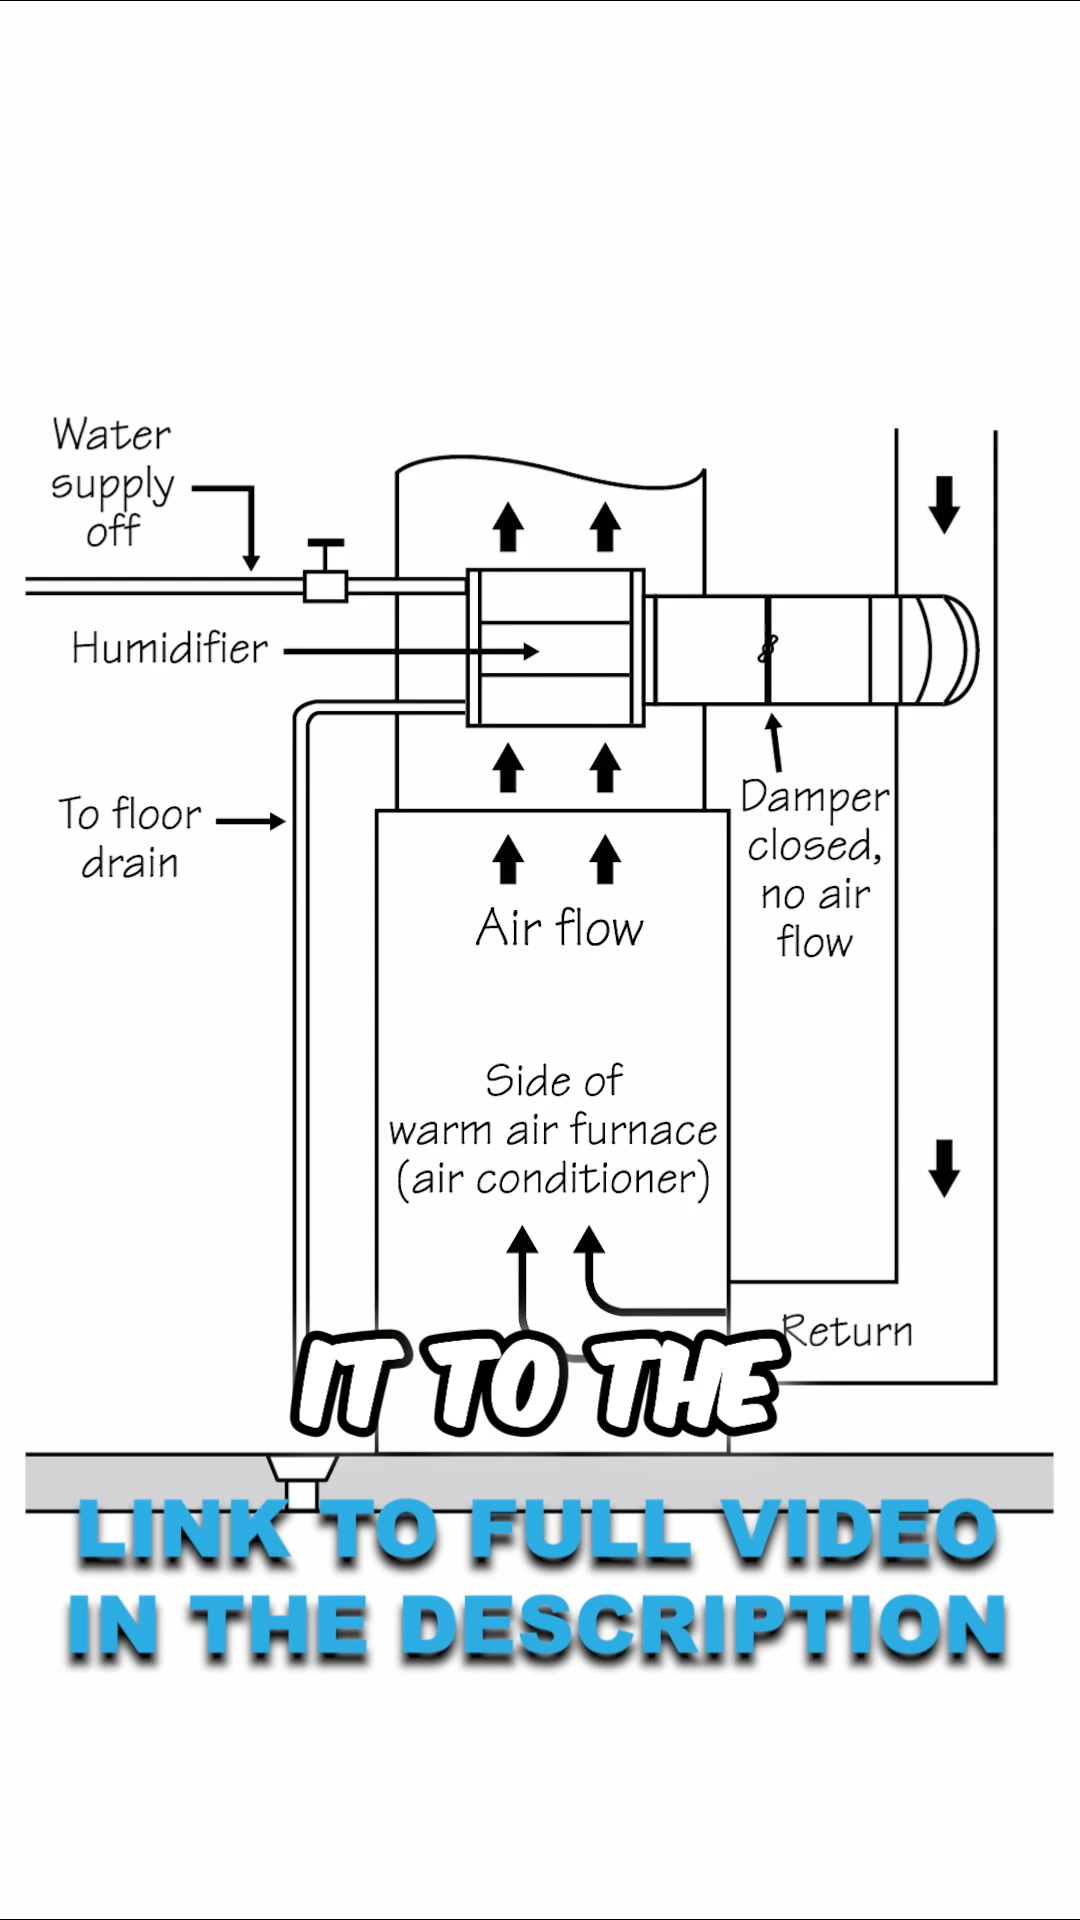 Water
supply
off
Humidifier
To floor
drain
Damper
closed,
no air
flow
Air flow
Side of
warm air furnace
(air conditioner)
Return
IT TO THE
LINK TO FULL VIDEO
IN THE DESCRIPTION